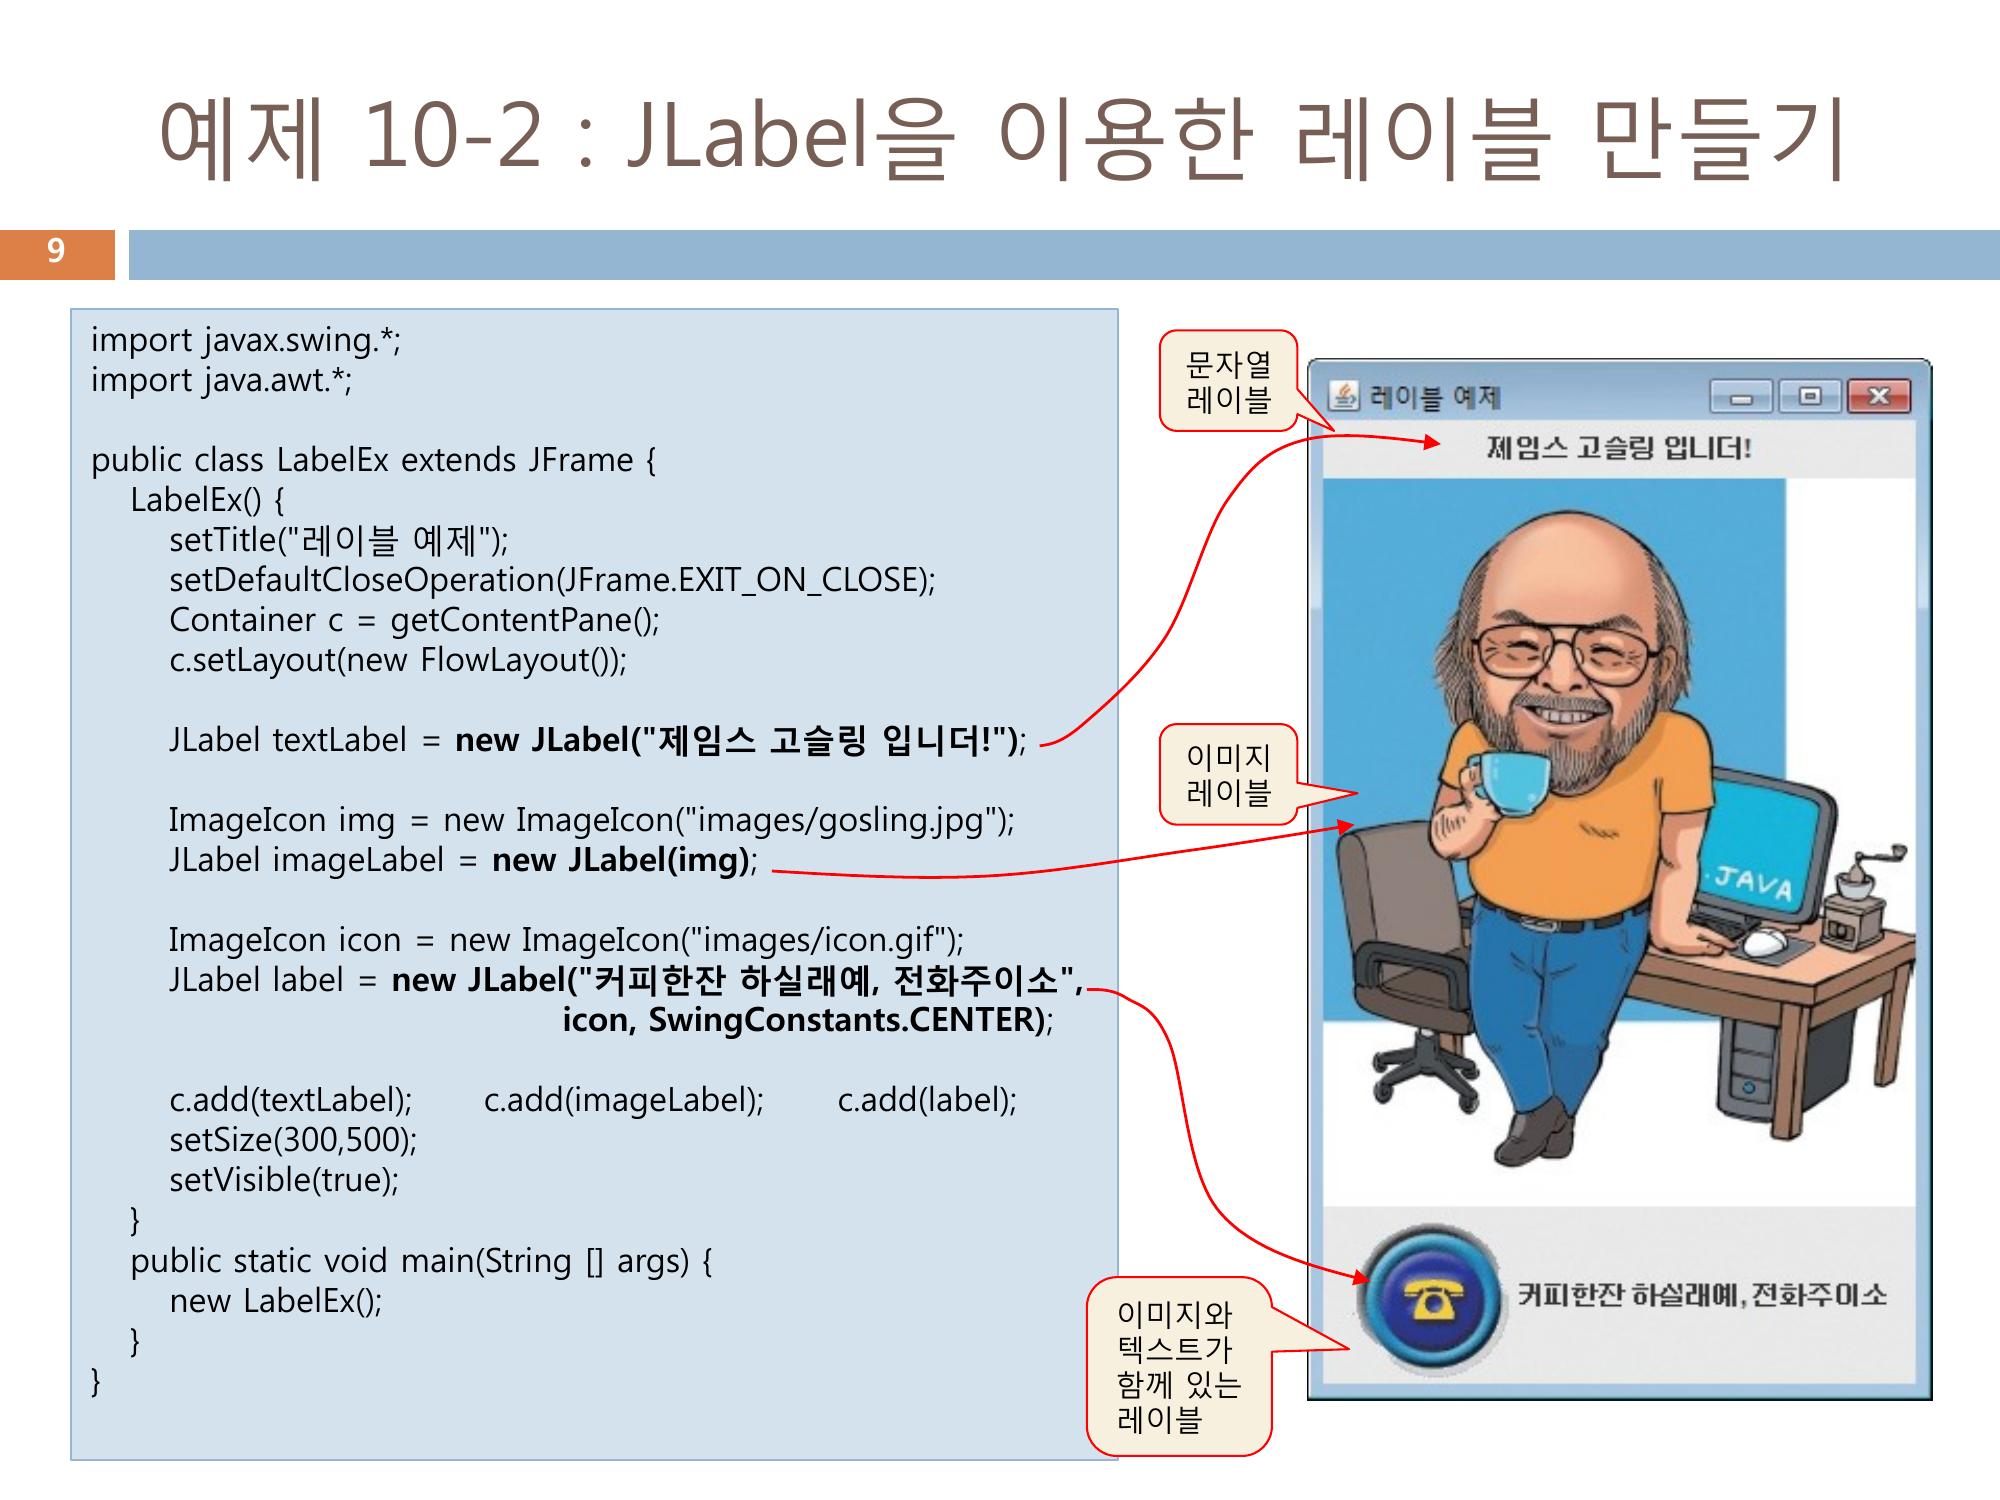 예제 10-2 : JLabel을 이용한 레이블 만들기
9
import javax.swing.*;
import java.awt.*;
public class LabelEx extends JFrame {
LabelEx() {
setTitle("레이블 예제");
setDefaultCloseOperation(JFrame.EXIT_ON_CLOSE);
Container c = getContentPane();
c.setLayout(new FlowLayout());
JLabel textLabel = new JLabel("제임스 고슬링 입니더!");
ImageIcon img = new ImageIcon("images/gosling.jpg");
JLabel imageLabel = new JLabel(img);
ImageIcon icon = new ImageIcon("images/icon.gif");
JLabel label = new JLabel("커피한잔 하실래예, 전화주이소",
icon, SwingConstants.CENTER);
c.add(textLabel); c.add(imageLabel); c.add(label);
setSize(300,500);
setVisible(true);
}
public static void main(String [] args) {
new LabelEx();
}
}
문자열
레이블
이미지
레이블
이미지와
텍스트가
함께 있는
레이블
레이블 예제
제임스 고슬링 입니더!
.JAVA
커피한잔 하실래예, 전화주이소